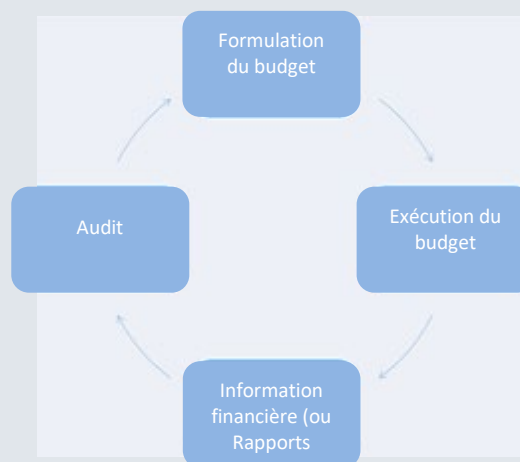 Formulation
du budget
Exécution du
budget
Information
financière (ou
Rapports
Audit